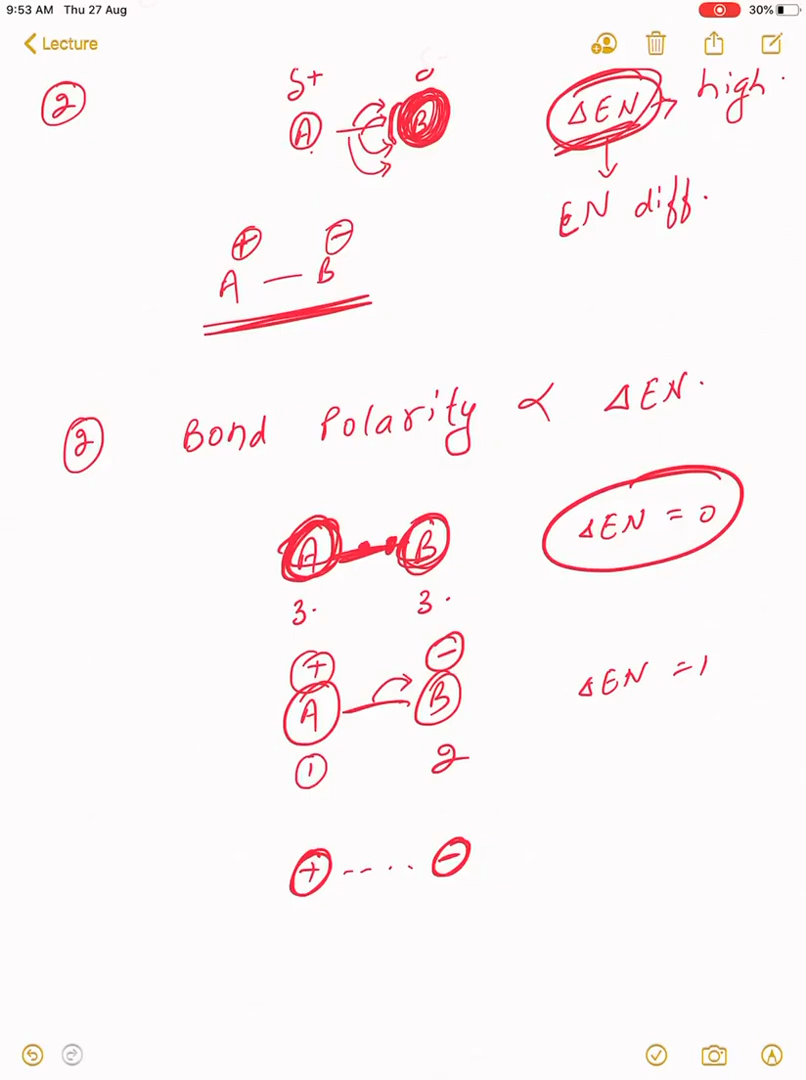 9:53 AM Thu 27 Aug
30%
Lecture
② δ+
A B ΔEN → high.
EN diff.
+ −
A — B
② Bond Polarity ∝ ΔEN.
A B ΔEN = 0
3. 3.
+ −
A B ΔEN = 1
① 2
+ ---- −